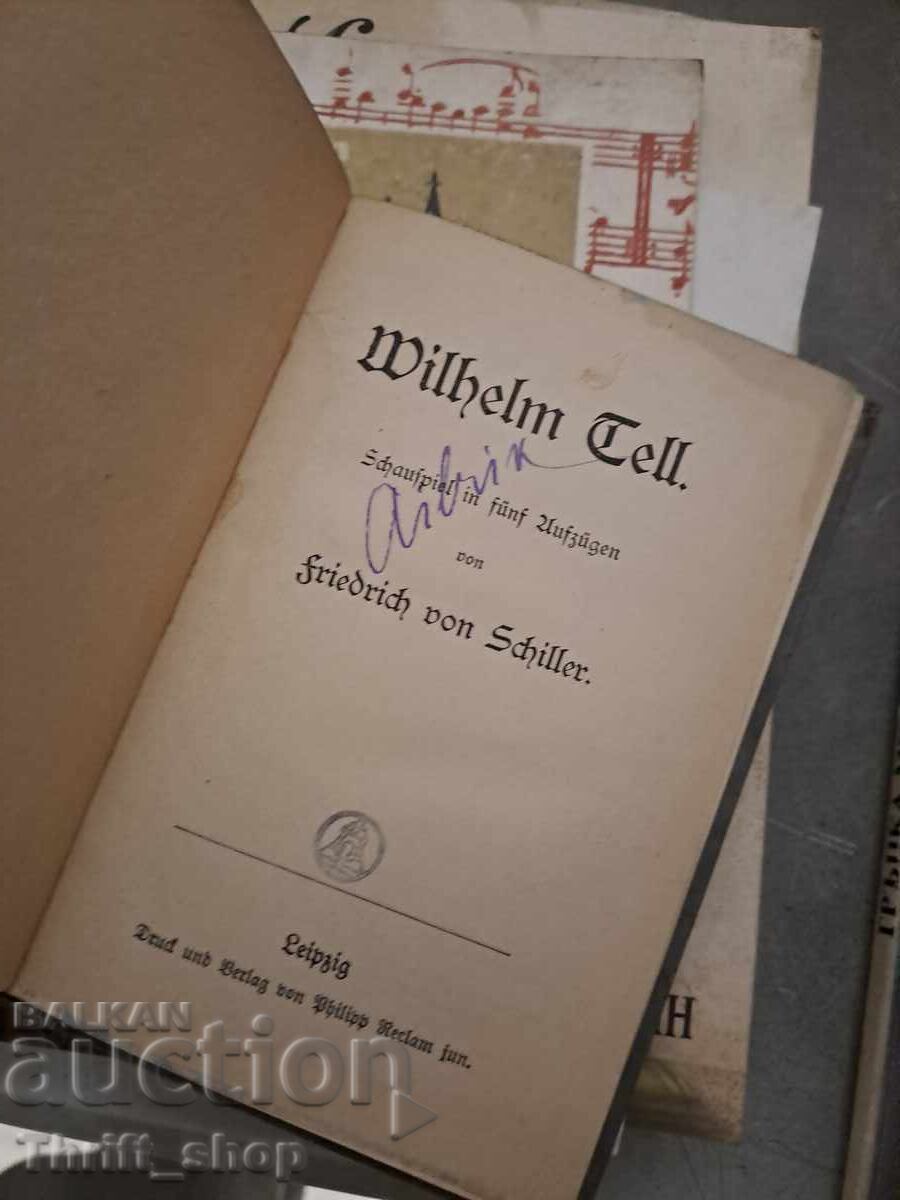 Wilhelm Tell.
Schauspiel in fünf Aufzügen
von
Friedrich von Schiller.
Leipzig
Druck und Verlag von Philipp Reclam jun.
BALKAN
auction
Thrift_shop